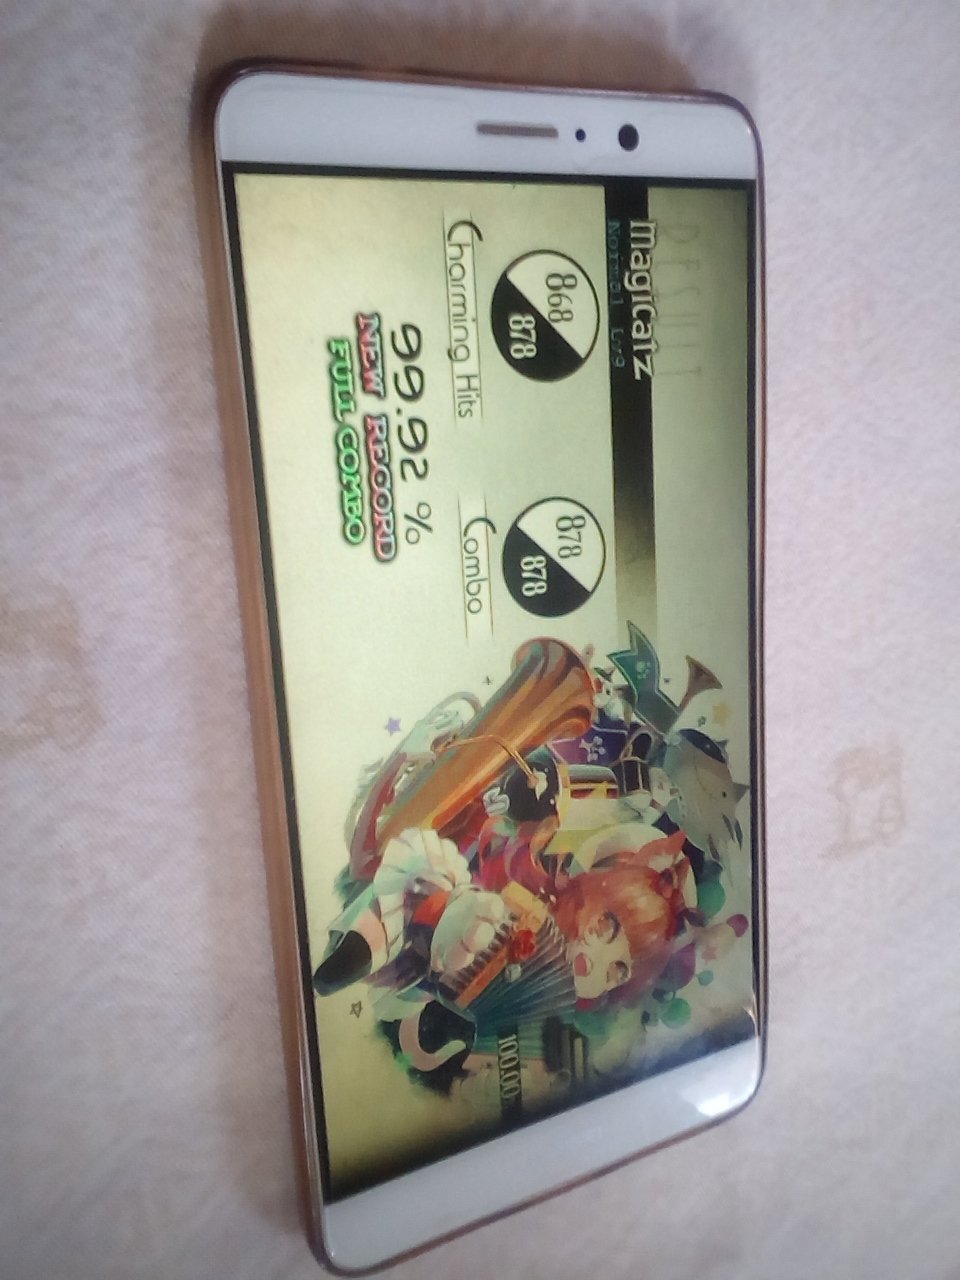 RESULT
Magicatz
Normal Lv9
868
878
Charming Hits
878
878
Combo
99.92 %
NEW RECORD
FULL COMBO
100.00